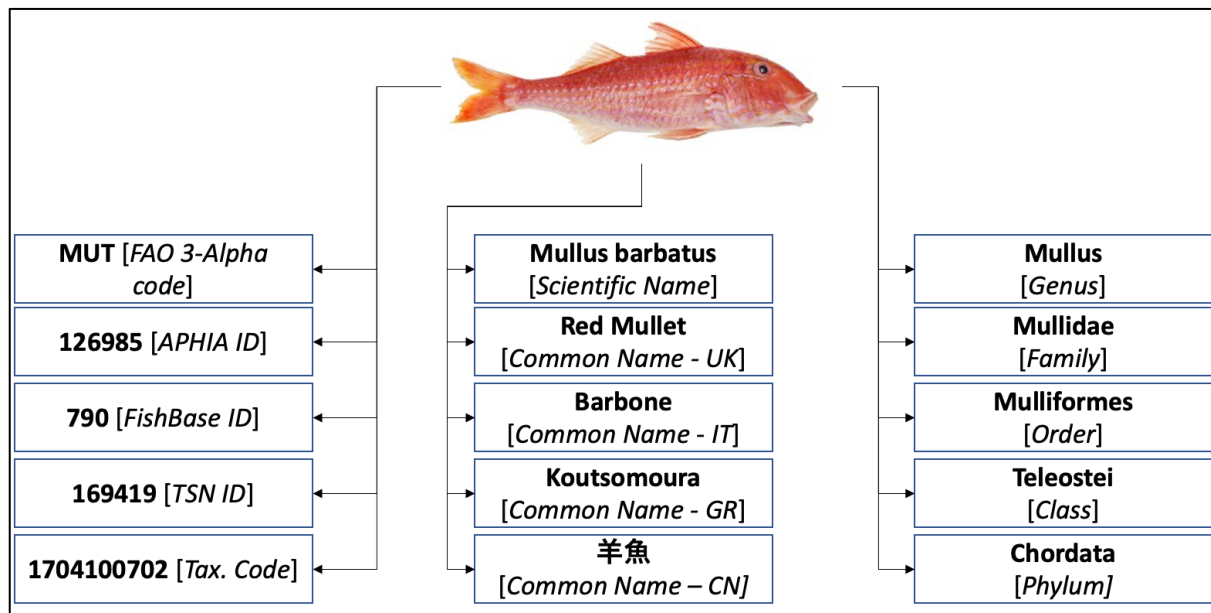 MUT [FAO 3-Alpha
code]
126985 [APHIA ID]
790 [FishBase ID]
169419 [TSN ID]
1704100702 [Tax. Code]
Mullus barbatus
[Scientific Name]
Red Mullet
[Common Name - UK]
Barbone
[Common Name - IT]
Koutsomoura
[Common Name - GR]
羊魚
[Common Name – CN]
Mullus
[Genus]
Mullidae
[Family]
Mulliformes
[Order]
Teleostei
[Class]
Chordata
[Phylum]